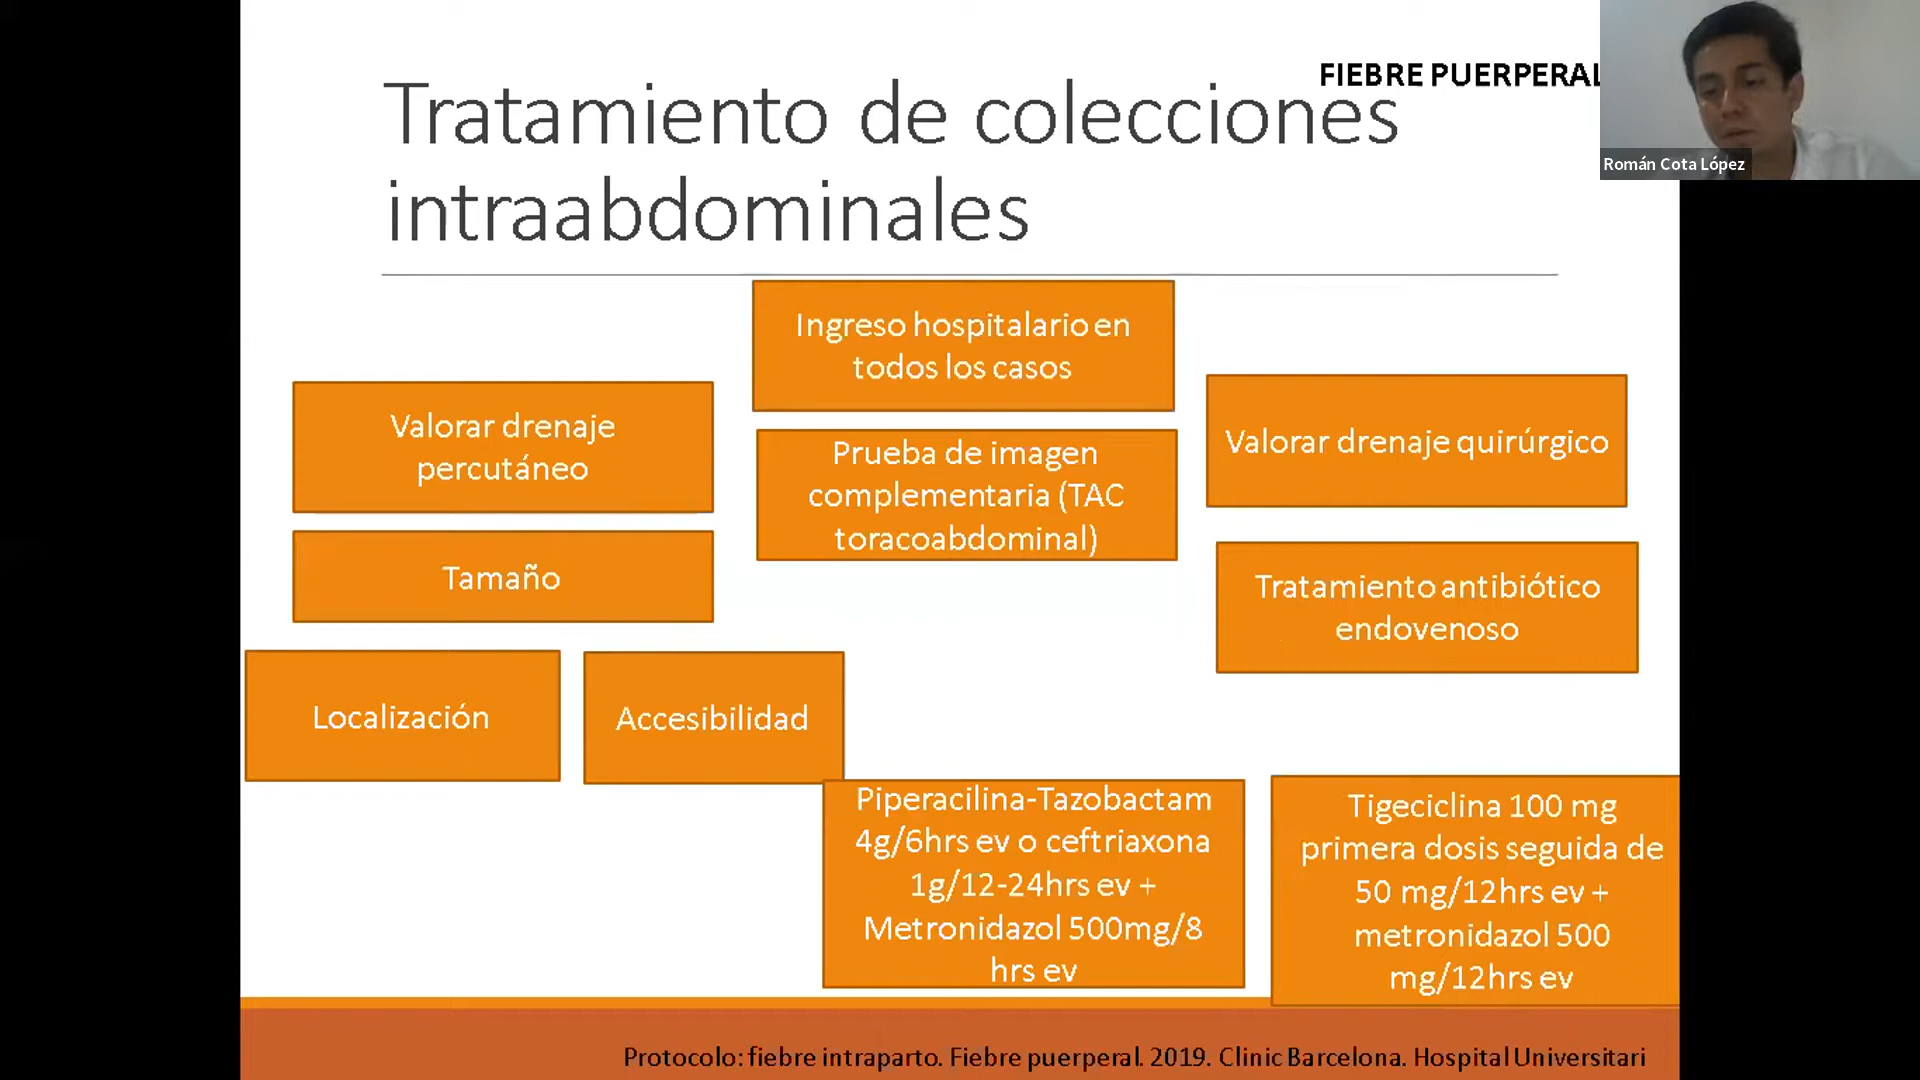 FIEBRE PUERPERAL
Tratamiento de colecciones
intraabdominales
Román Cota López
Ingreso hospitalario en
todos los casos
Valorar drenaje
percutáneo
Prueba de imagen
complementaria (TAC
toracoabdominal)
Valorar drenaje quirúrgico
Tamaño
Tratamiento antibiótico
endovenoso
Localización
Accesibilidad
Piperacilina-Tazobactam
4g/6hrs ev o ceftriaxona
1g/12-24hrs ev +
Metronidazol 500mg/8
hrs ev
Tigeciclina 100 mg
primera dosis seguida de
50 mg/12hrs ev +
metronidazol 500
mg/12hrs ev
Protocolo: fiebre intraparto. Fiebre puerperal. 2019. Clinic Barcelona. Hospital Universitari